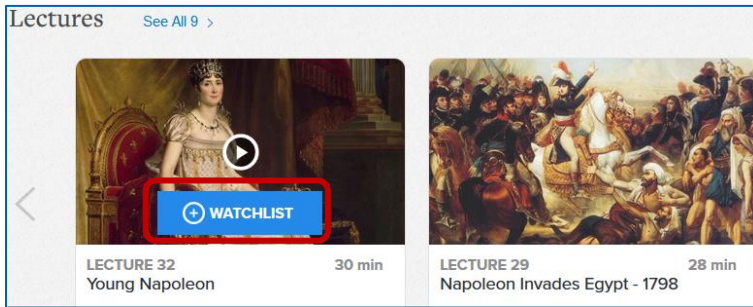 Lectures See All 9 >
WATCHLIST
LECTURE 32 30 min
Young Napoleon
LECTURE 29 28 min
Napoleon Invades Egypt - 1798